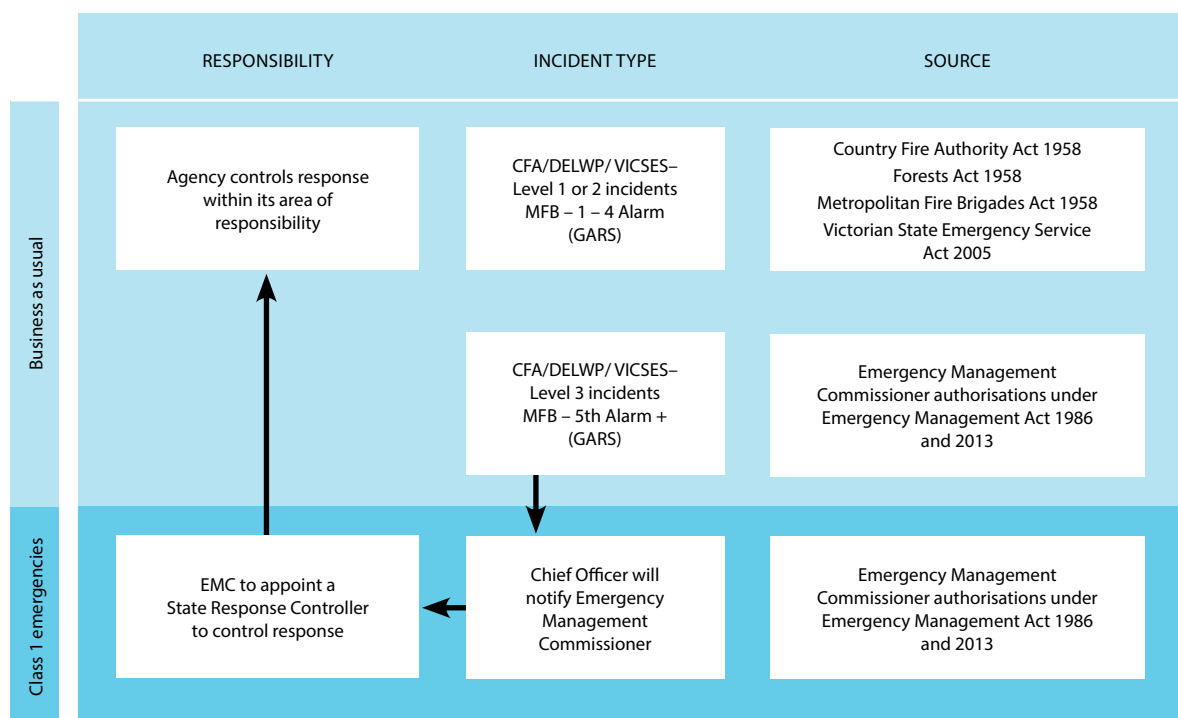 RESPONSIBILITY
INCIDENT TYPE
SOURCE
Business as usual
Agency controls response
within its area of
responsibility
CFA/DELWP/ VICSES–
Level 1 or 2 incidents
MFB – 1 – 4 Alarm
(GARS)
Country Fire Authority Act 1958
Forests Act 1958
Metropolitan Fire Brigades Act 1958
Victorian State Emergency Service
Act 2005
CFA/DELWP/ VICSES–
Level 3 incidents
MFB – 5th Alarm +
(GARS)
Emergency Management
Commissioner authorisations under
Emergency Management Act 1986
and 2013
Class 1 emergencies
EMC to appoint a
State Response Controller
to control response
Chief Officer will
notify Emergency
Management
Commissioner
Emergency Management
Commissioner authorisations under
Emergency Management Act 1986
and 2013